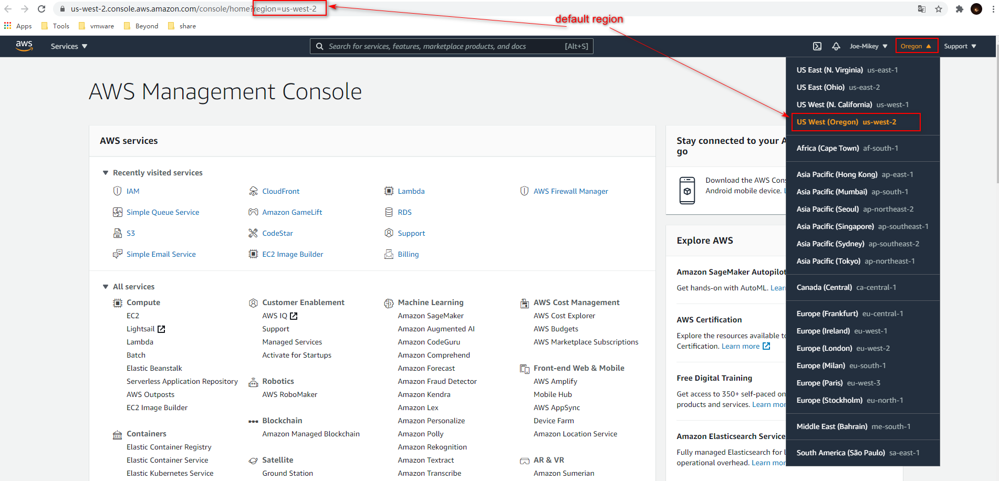 us-west-2.console.aws.amazon.com/console/home?region=us-west-2
Apps Tools vmware Beyond share
default region
aws Services Search for services, features, marketplace products, and docs [Alt+S] Joe-Mikey Oregon Support
US East (N. Virginia) us-east-1
US East (Ohio) us-east-2
US West (N. California) us-west-1
US West (Oregon) us-west-2
Africa (Cape Town) af-south-1
Asia Pacific (Hong Kong) ap-east-1
Asia Pacific (Mumbai) ap-south-1
Asia Pacific (Seoul) ap-northeast-2
Asia Pacific (Singapore) ap-southeast-1
Asia Pacific (Sydney) ap-southeast-2
Asia Pacific (Tokyo) ap-northeast-1
Canada (Central) ca-central-1
Europe (Frankfurt) eu-central-1
Europe (Ireland) eu-west-1
Europe (London) eu-west-2
Europe (Milan) eu-south-1
Europe (Paris) eu-west-3
Europe (Stockholm) eu-north-1
Middle East (Bahrain) me-south-1
South America (São Paulo) sa-east-1
AWS Management Console
AWS services
Recently visited services
IAM
CloudFront
Lambda
AWS Firewall Manager
Simple Queue Service
Amazon GameLift
RDS
S3
CodeStar
Support
Simple Email Service
EC2 Image Builder
Billing
All services
Compute
EC2
Lightsail
Lambda
Batch
Elastic Beanstalk
Serverless Application Repository
AWS Outposts
EC2 Image Builder
Containers
Elastic Container Registry
Elastic Container Service
Elastic Kubernetes Service
Customer Enablement
AWS IQ
Support
Managed Services
Activate for Startups
Robotics
AWS RoboMaker
Blockchain
Amazon Managed Blockchain
Satellite
Ground Station
Machine Learning
Amazon SageMaker
Amazon Augmented AI
Amazon CodeGuru
Amazon Comprehend
Amazon Forecast
Amazon Fraud Detector
Amazon Kendra
Amazon Lex
Amazon Personalize
Amazon Polly
Amazon Rekognition
Amazon Textract
Amazon Transcribe
AWS Cost Management
AWS Cost Explorer
AWS Budgets
AWS Marketplace Subscriptions
Front-end Web & Mobile
AWS Amplify
Mobile Hub
AWS AppSync
Device Farm
Amazon Location Service
AR & VR
Amazon Sumerian
Stay connected to your
go
Download the AWS
Android mobile device.
Explore AWS
Amazon SageMaker Autopilot
Get hands-on with AutoML.
AWS Certification
Explore the resources available
Certification. Learn more
Free Digital Training
Get access to 350+ self-paced
products and services. Learn
Amazon Elasticsearch Service
Fully managed Elasticsearch for
operational overhead. Learn